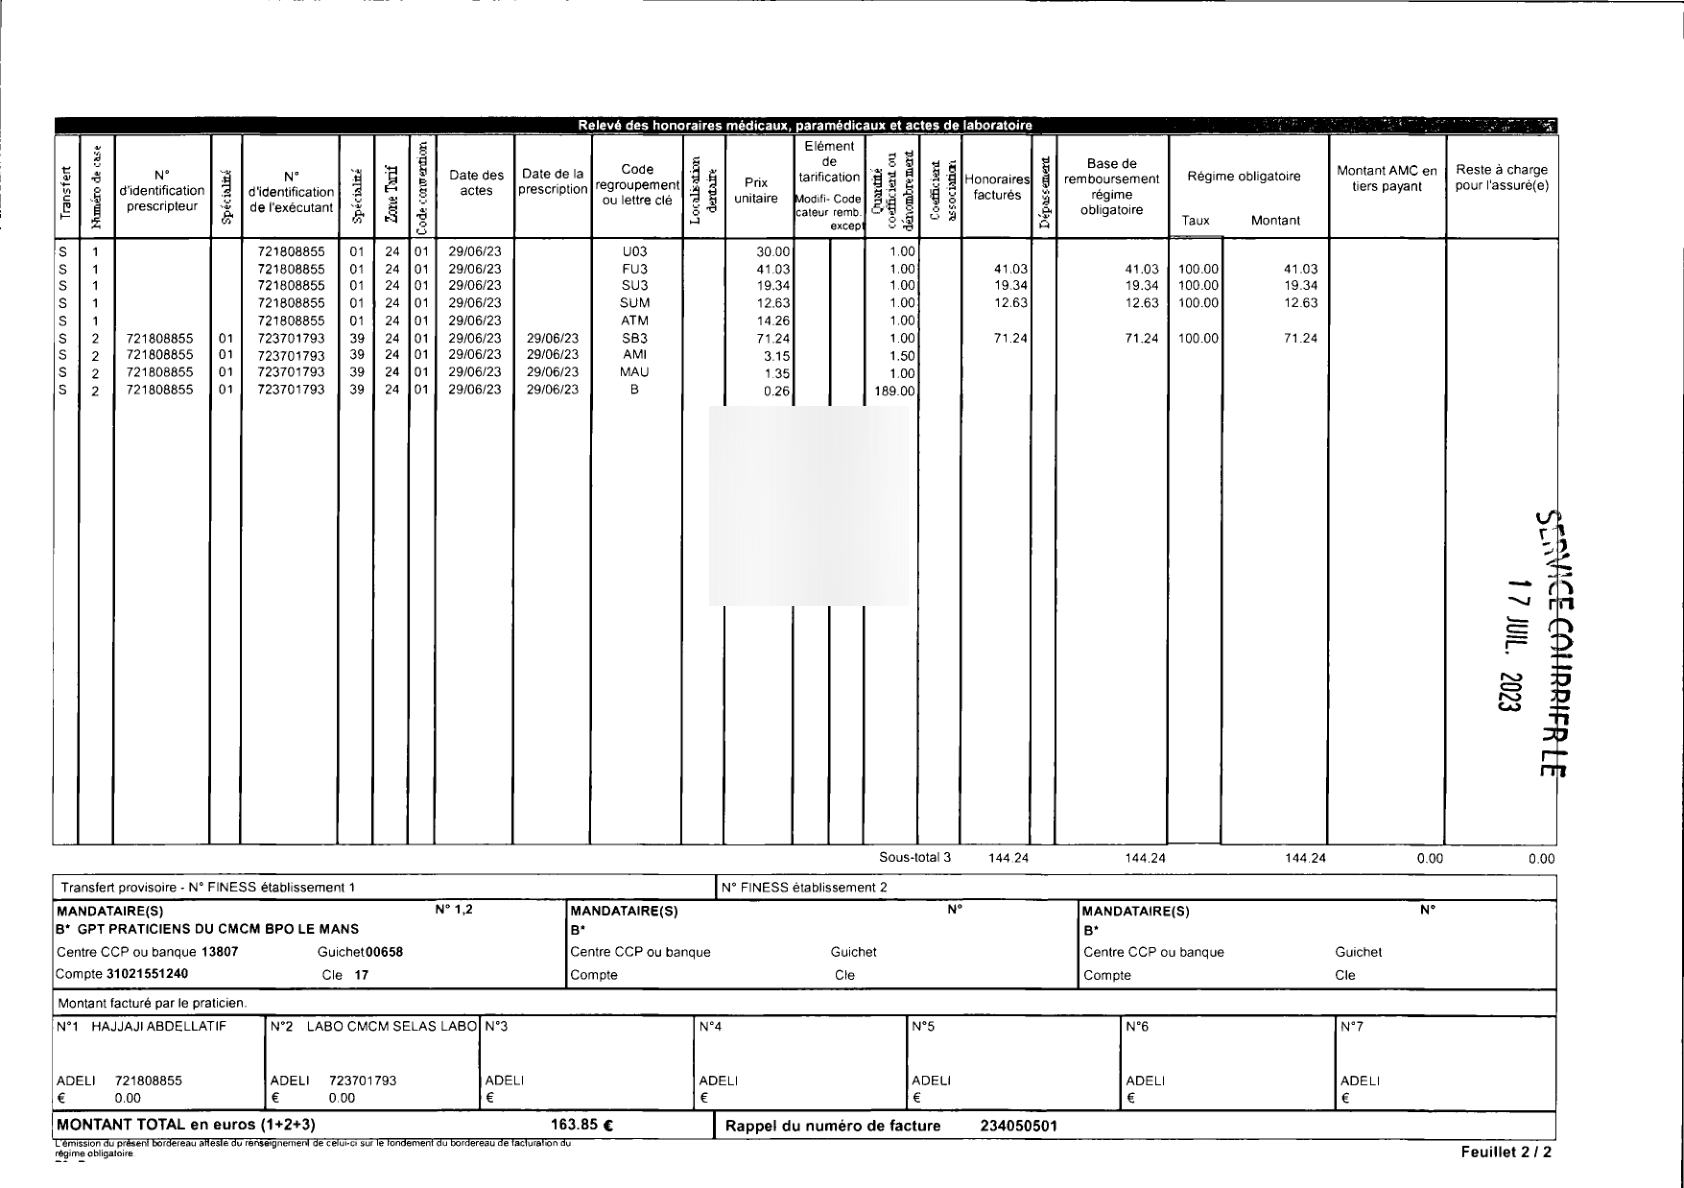 Relevé des honoraires médicaux, paramédicaux et actes de laboratoire
Transfert
Numéro de case
N° d'identification prescripteur
Spécialité
N° d'identification de l'exécutant
Spécialité
Zone Tarif
Code convention
Date des actes
Date de la prescription
Code regroupement ou lettre clé
Localisation dentaire
Prix unitaire
Elément de tarification
Modifi- cateur
Code remb. except
Quantité coefficient ou dénombrement
Coefficient association
Honoraires facturés
Dépassement
Base de remboursement régime obligatoire
Régime obligatoire
Taux Montant
Montant AMC en tiers payant
Reste à charge pour l'assuré(e)
S 1 721808855 01 24 01 29/06/23 U03 30.00 1.00
S 1 721808855 01 24 01 29/06/23 FU3 41.03 1.00 41.03 41.03 100.00 41.03
S 1 721808855 01 24 01 29/06/23 SU3 19.34 1.00 19.34 19.34 100.00 19.34
S 1 721808855 01 24 01 29/06/23 SUM 12.63 1.00 12.63 12.63 100.00 12.63
S 1 721808855 01 24 01 29/06/23 ATM 14.26 1.00
S 2 721808855 01 723701793 39 24 01 29/06/23 29/06/23 SB3 71.24 1.00 71.24 71.24 100.00 71.24
S 2 721808855 01 723701793 39 24 01 29/06/23 29/06/23 AMI 3.15 1.50
S 2 721808855 01 723701793 39 24 01 29/06/23 29/06/23 MAU 1.35 1.00
S 2 721808855 01 723701793 39 24 01 29/06/23 29/06/23 B 0.26 189.00
SERVICE COURRIER LE
17 JUIL. 2023
Sous-total 3 144.24 144.24 144.24 0.00 0.00
Transfert provisoire - N° FINESS établissement 1 N° FINESS établissement 2
MANDATAIRE(S) N° 1,2 MANDATAIRE(S) N° MANDATAIRE(S) N°
B* GPT PRATICIENS DU CMCM BPO LE MANS B* B*
Centre CCP ou banque 13807 Guichet00658 Centre CCP ou banque Guichet Centre CCP ou banque Guichet
Compte 31021551240 Cle 17 Compte Cle Compte Cle
Montant facturé par le praticien.
N°1 HAJJAJI ABDELLATIF N°2 LABO CMCM SELAS LABO N°3 N°4 N°5 N°6 N°7
ADELI 721808855 ADELI 723701793 ADELI ADELI ADELI ADELI ADELI
€ 0.00 € 0.00 € € € € €
MONTANT TOTAL en euros (1+2+3) 163.85 € Rappel du numéro de facture 234050501
L'émission du présent bordereau atteste du renseignement de celui-ci sur le fondement du bordereau de facturation du
régime obligatoire
Feuillet 2 / 2